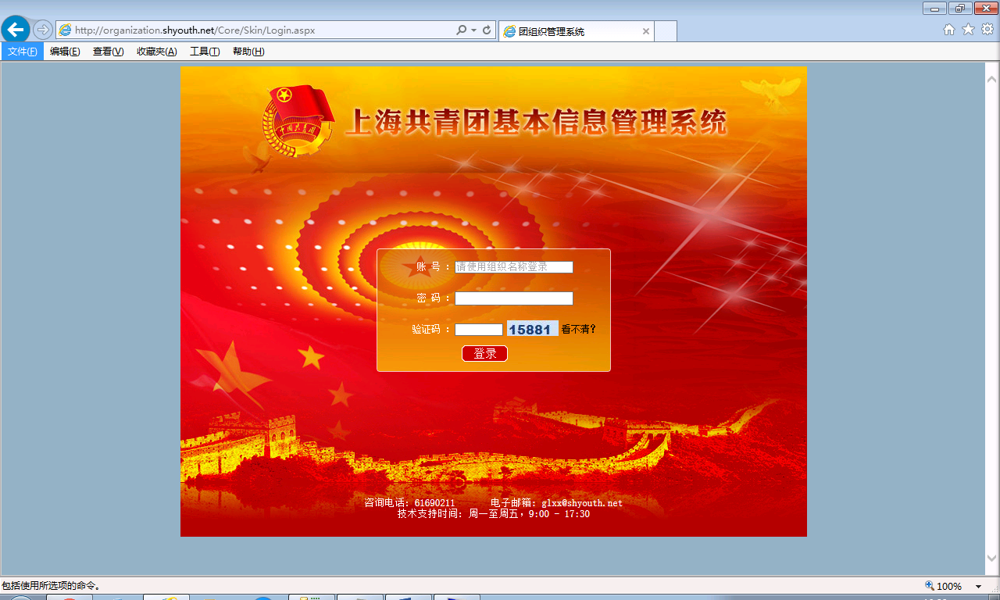 http://organization.shyouth.net/Core/Skin/Login.aspx
团组织管理系统
文件(F) 编辑(E) 查看(V) 收藏夹(A) 工具(T) 帮助(H)
上海共青团基本信息管理系统
中国共青团
账 号 : 请使用组织名称登录
密 码 :
验证码 : 15881 看不清?
登录
咨询电话: 61690211 电子邮箱: glxx@shyouth.net
技术支持时间: 周一至周五,9:00 - 17:30
包括使用所选项的命令。 100%